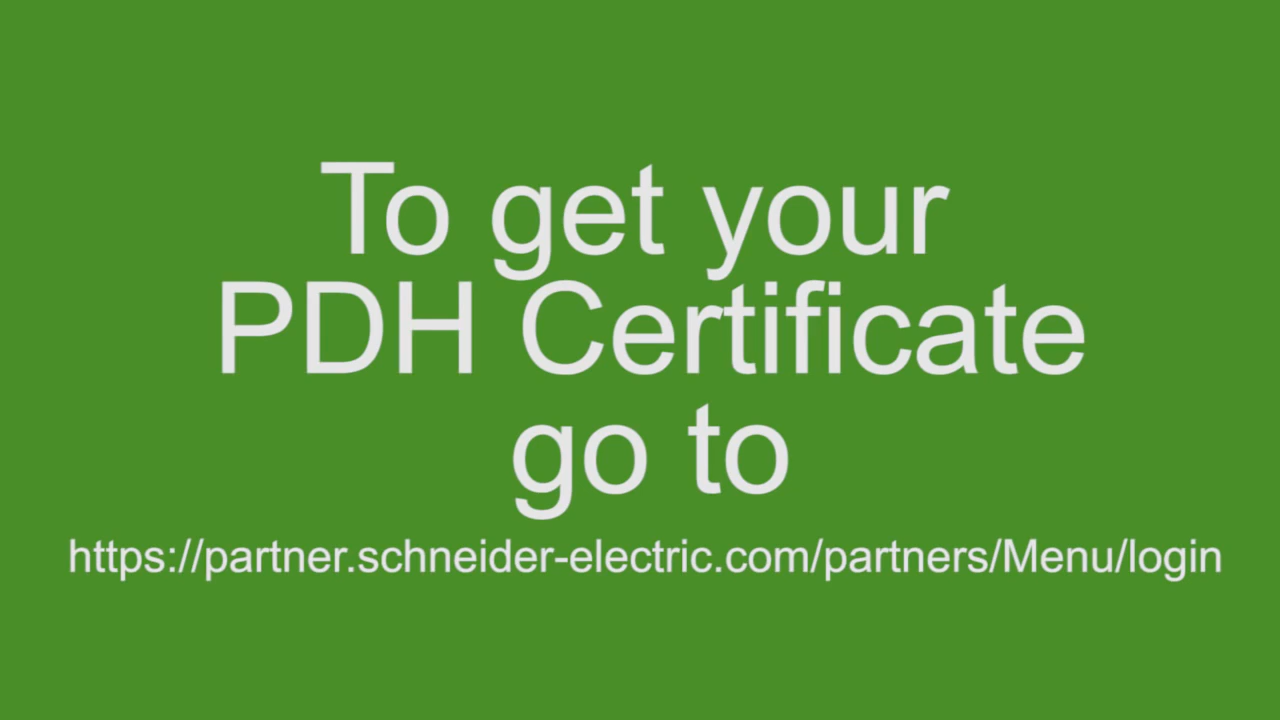 To get your
PDH Certificate
go to
https://partner.schneider-electric.com/partners/Menu/login